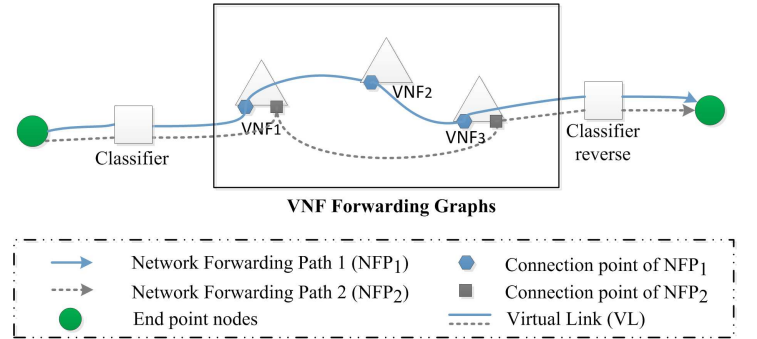 VNF2
VNF1
VNF3
Classifier
Classifier
reverse
VNF Forwarding Graphs
Network Forwarding Path 1 (NFP1)
Connection point of NFP1
Network Forwarding Path 2 (NFP2)
Connection point of NFP2
End point nodes
Virtual Link (VL)